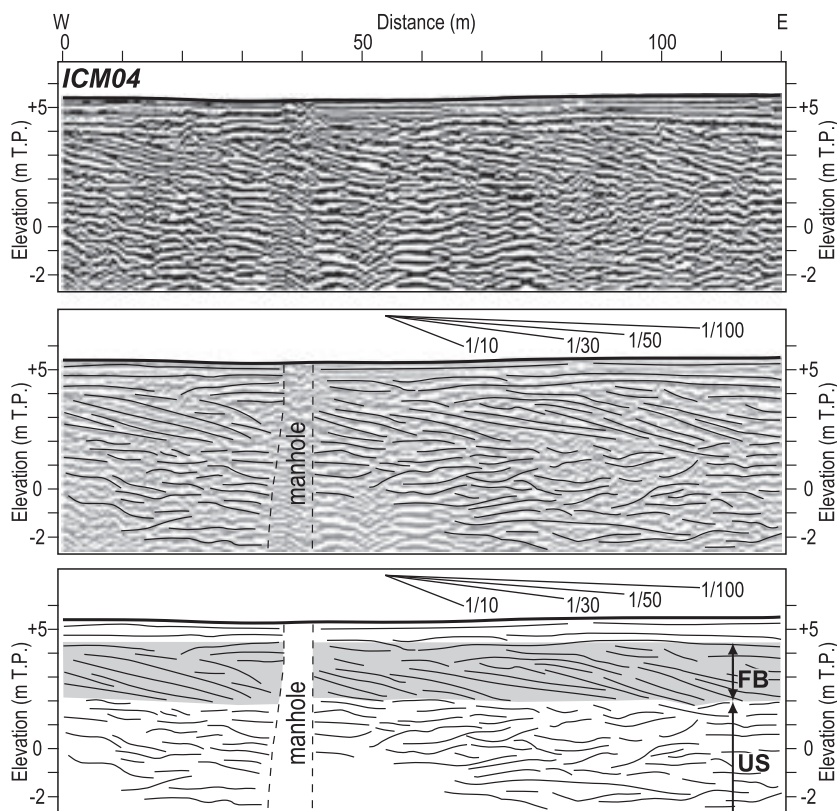 W Distance (m) E
0 50 100
ICM04
+5 +5
0 0
-2 -2
Elevation (m T.P.) Elevation (m T.P.)
1/10 1/30 1/50 1/100
+5 +5
0 0
-2 -2
Elevation (m T.P.) Elevation (m T.P.)
manhole
1/10 1/30 1/50 1/100
+5 +5
0 0
-2 -2
Elevation (m T.P.) Elevation (m T.P.)
manhole
FB
US